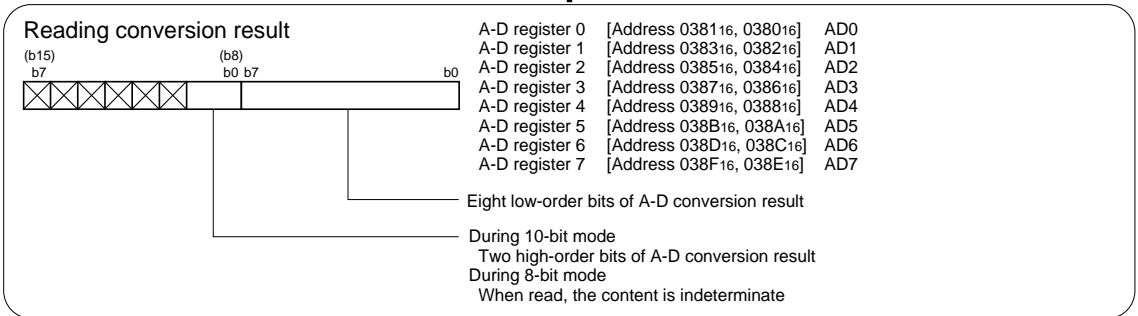 Reading conversion result
(b15) (b8)
b7 b0 b7 b0
A-D register 0 [Address 038116, 038016] AD0
A-D register 1 [Address 038316, 038216] AD1
A-D register 2 [Address 038516, 038416] AD2
A-D register 3 [Address 038716, 038616] AD3
A-D register 4 [Address 038916, 038816] AD4
A-D register 5 [Address 038B16, 038A16] AD5
A-D register 6 [Address 038D16, 038C16] AD6
A-D register 7 [Address 038F16, 038E16] AD7
Eight low-order bits of A-D conversion result
During 10-bit mode
Two high-order bits of A-D conversion result
During 8-bit mode
When read, the content is indeterminate